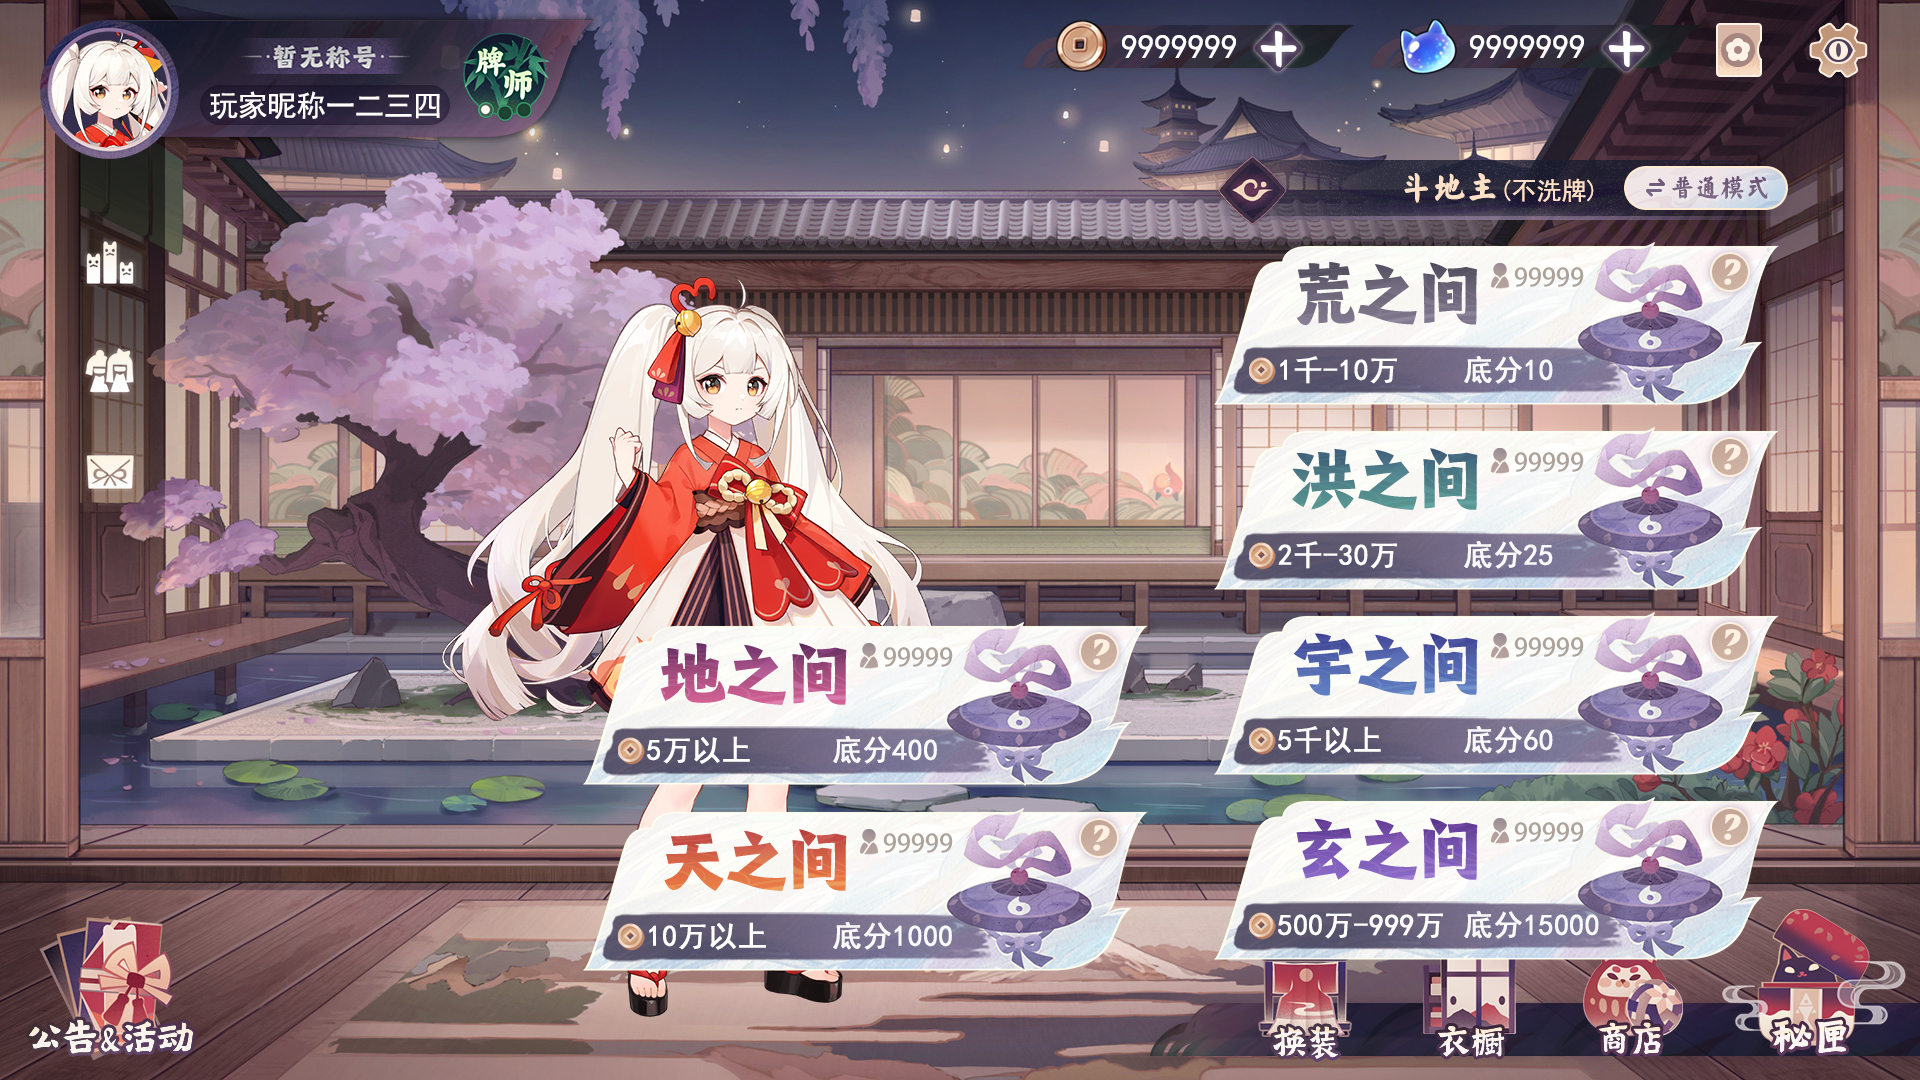 ·暂无称号·
玩家昵称一二三四
牌师
9999999
9999999
斗地主(不洗牌)
普通模式
荒之间 99999
1千-10万 底分10
洪之间 99999
2千-30万 底分25
宇之间 99999
5千以上 底分60
玄之间 99999
500万-999万 底分15000
地之间 99999
5万以上 底分400
天之间 99999
10万以上 底分1000
公告&活动
换装
衣橱
商店
秘匣